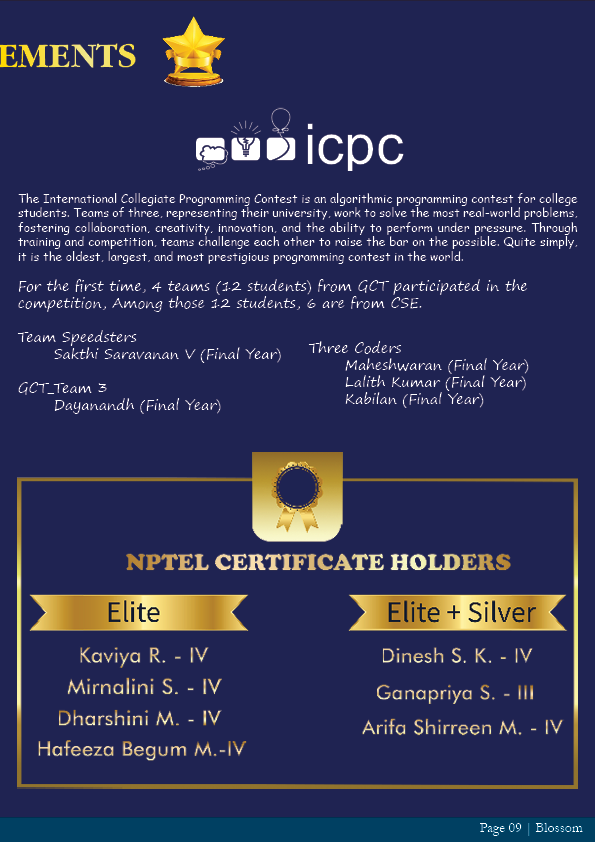 EMENTS
icpc
The International Collegiate Programming Contest is an algorithmic programming contest for college
students. Teams of three, representing their university, work to solve the most real-world problems,
fostering collaboration, creativity, innovation, and the ability to perform under pressure. Through
training and competition, teams challenge each other to raise the bar on the possible. Quite simply,
it is the oldest, largest, and most prestigious programming contest in the world.
For the first time, 4 teams (12 students) from GCT participated in the
competition, Among those 12 students, 6 are from CSE.
Team Speedsters
Sakthi Saravanan V (Final Year)
GCT_Team 3
Dayanandh (Final Year)
Three Coders
Maheshwaran (Final Year)
Lalith Kumar (Final Year)
Kabilan (Final Year)
NPTEL CERTIFICATE HOLDERS
Elite
Kaviya R. - IV
Mirnalini S. - IV
Dharshini M. - IV
Hafeeza Begum M.-IV
Elite + Silver
Dinesh S. K. - IV
Ganapriya S. - III
Arifa Shirreen M. - IV
Page 09 | Blossom